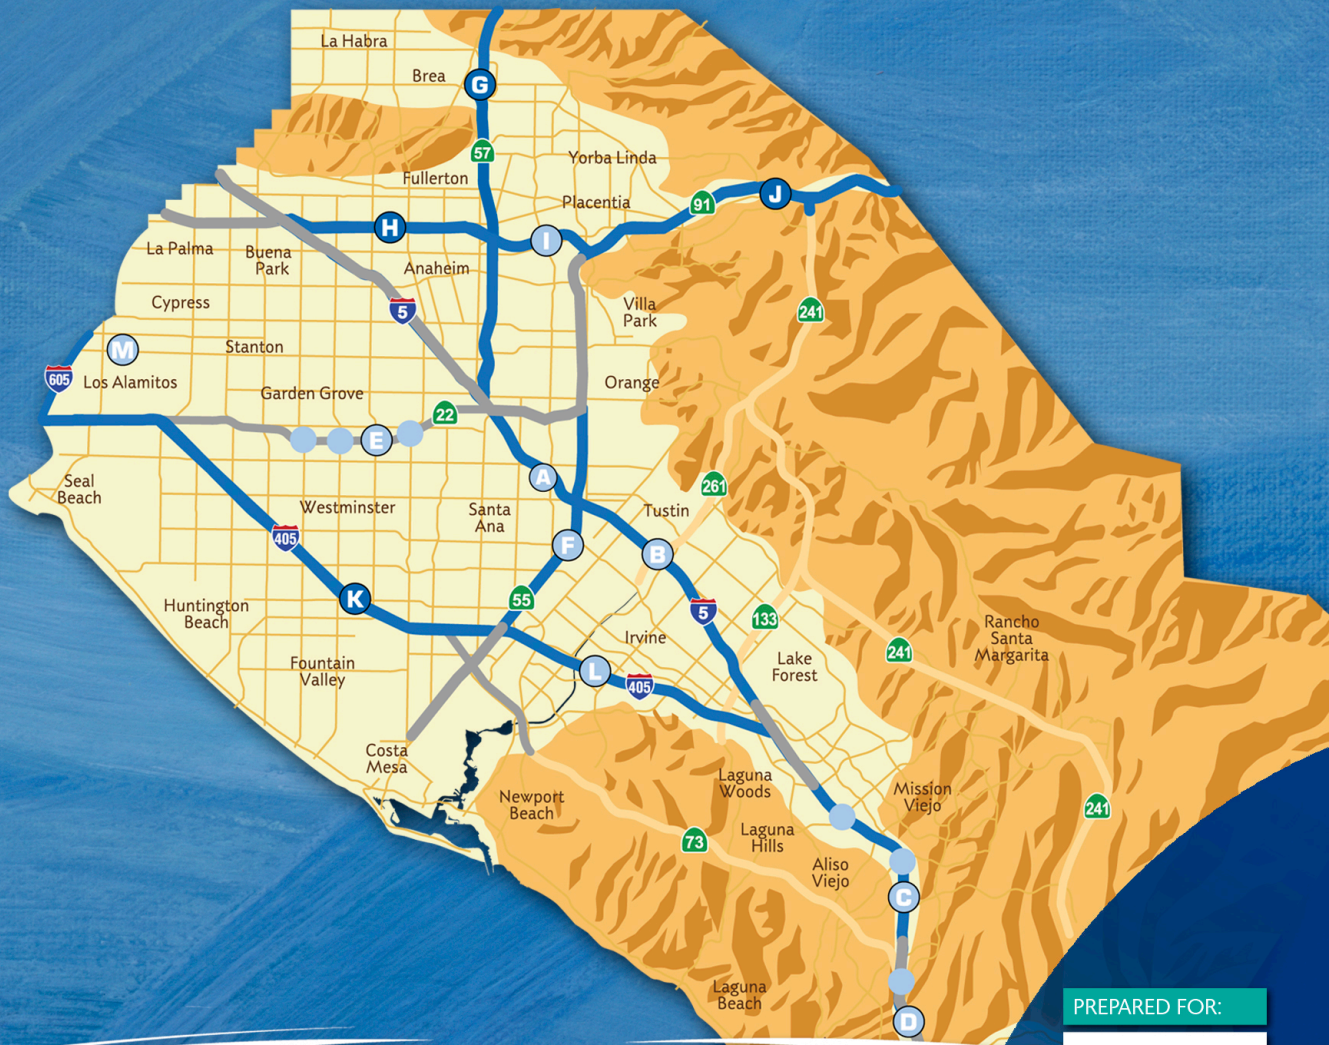 La Habra
Brea
G
57
Yorba Linda
Fullerton
Placentia
91
J
H
I
La Palma
Buena
Park
Anaheim
Cypress
5
Villa
Park
241
M
Stanton
605
Los Alamitos
Garden Grove
Orange
22
E
A
Seal
Beach
261
Westminster
Santa
Ana
Tustin
405
F
B
K
55
5
133
Huntington
Beach
Irvine
Rancho
Santa
Margarita
241
Fountain
Valley
L
405
Lake
Forest
Costa
Mesa
Laguna
Woods
Mission
Viejo
241
Newport
Beach
73
Laguna
Hills
Aliso
Viejo
C
Laguna
Beach
D
PREPARED FOR: